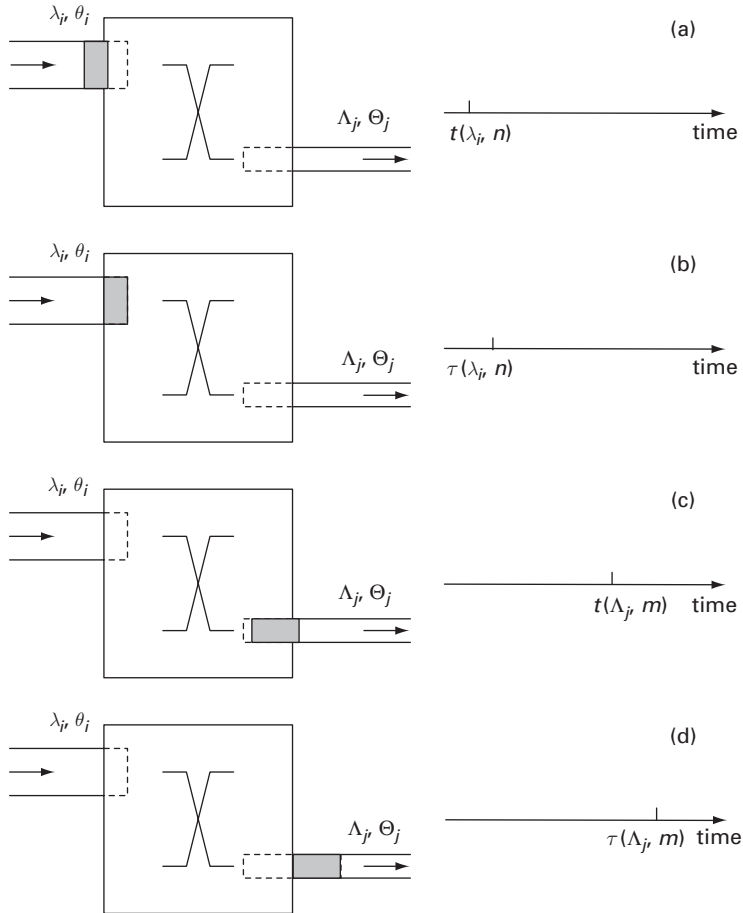 λi, θi
(a)
Λj, Θj
t(λi, n)
time
λi, θi
(b)
Λj, Θj
τ(λi, n)
time
λi, θi
(c)
Λj, Θj
t(Λj, m)
time
λi, θi
(d)
Λj, Θj
τ(Λj, m)
time